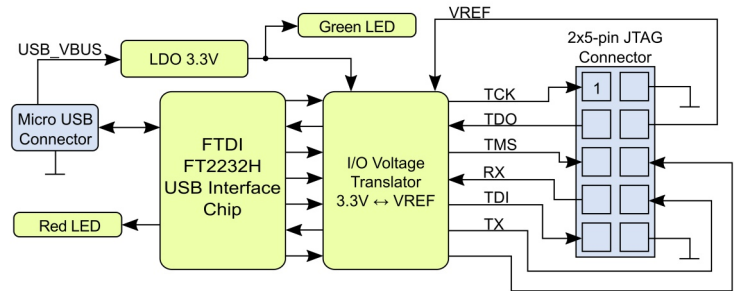 VREF
Green LED
2x5-pin JTAG
Connector
USB_VBUS
LDO 3.3V
1
TCK
Micro USB
Connector
TDO
FTDI
FT2232H
USB Interface
Chip
TMS
I/O Voltage
Translator
3.3V ↔ VREF
RX
TDI
TX
Red LED